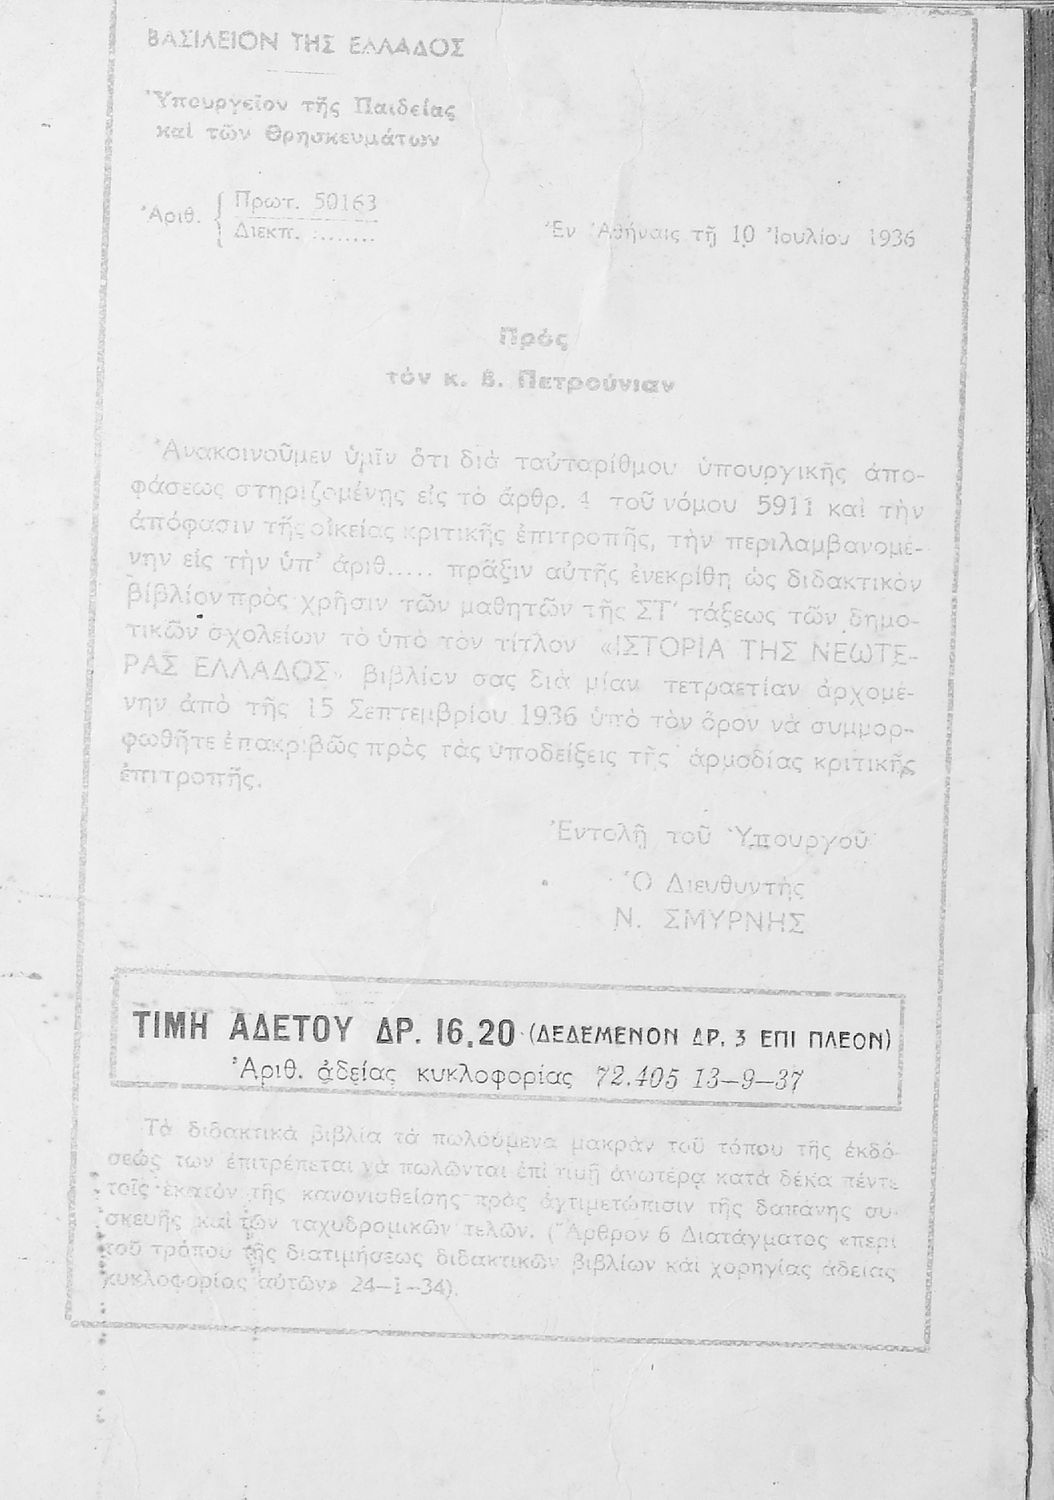 ΒΑΣΙΛΕΙΟΝ ΤΗΣ ΕΛΛΑΔΟΣ
Ὑπουργεῖον τῆς Παιδείας
καὶ τῶν Θρησκευμάτων
Ἀριθ. { Πρωτ. 50163
Διεκπ. :.......
Ἐν Ἀθήναις τῇ 10 Ἰουλίου 1936
Πρὸς
τὸν κ. Β. Πετρούνιαν
Ἀνακοινοῦμεν ὑμῖν ὅτι διὰ ταὐταρίθμου ὑπουργικῆς ἀπο-
φάσεως στηριζομένης εἰς τὸ ἄρθρ. 4 τοῦ νόμου 5911 καὶ τὴν
ἀπόφασιν τῆς οἰκείας κριτικῆς ἐπιτροπῆς, τὴν περιλαμβανομέ-
νην εἰς τὴν ὑπ’ ἀριθ..... πρᾶξιν αὐτῆς ἐνεκρίθη ὡς διδακτικὸν
βιβλίον πρὸς χρῆσιν τῶν μαθητῶν τῆς ΣΤ′ τάξεως τῶν δημο-
τικῶν σχολείων τὸ ὑπὸ τὸν τίτλον «ΙΣΤΟΡΙΑ ΤΗΣ ΝΕΩΤΕ-
ΡΑΣ ΕΛΛΑΔΟΣ» βιβλίον σας διὰ μίαν τετραετίαν ἀρχομέ-
νην ἀπὸ τῆς 15 Σεπτεμβρίου 1936 ὑπὸ τὸν ὅρον νὰ συμμορ-
φωθῆτε ἐπακριβῶς πρὸς τὰς ὑποδείξεις τῆς ἁρμοδίας κριτικῆς
ἐπιτροπῆς.
Ἐντολῇ τοῦ Ὑπουργοῦ
Ὁ Διευθυντὴς
Ν. ΣΜΥΡΝΗΣ
ΤΙΜΗ ΑΔΕΤΟΥ ΔΡ. 16.20 (ΔΕΔΕΜΕΝΟΝ ΔΡ. 3 ΕΠΙ ΠΛΕΟΝ)
Ἀριθ. ἀδείας κυκλοφορίας 72.405 13–9–37
Τὰ διδακτικὰ βιβλία τὰ πωλούμενα μακρὰν τοῦ τόπου τῆς ἐκδό-
σεώς των ἐπιτρέπεται νὰ πωλῶνται ἐπὶ τιμῇ ἀνωτέρᾳ κατὰ δέκα πέντε
τοῖς ἑκατὸν τῆς κανονισθείσης πρὸς ἀντιμετώπισιν τῆς δαπάνης συ-
σκευῆς καὶ τῶν ταχυδρομικῶν τελῶν. (Ἄρθρον 6 Διατάγματος «περὶ
τοῦ τρόπου τῆς διατιμήσεως διδακτικῶν βιβλίων καὶ χορηγίας ἀδείας
κυκλοφορίας αὐτῶν» 24–1–34).